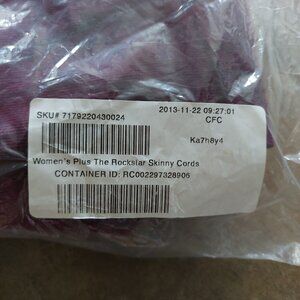 SKU# 7179220430024
2013-11-22 09:27:01
CFC
Ka7h8y4
Women's Plus The Rockstar Skinny Cords
CONTAINER ID: RC002297328906